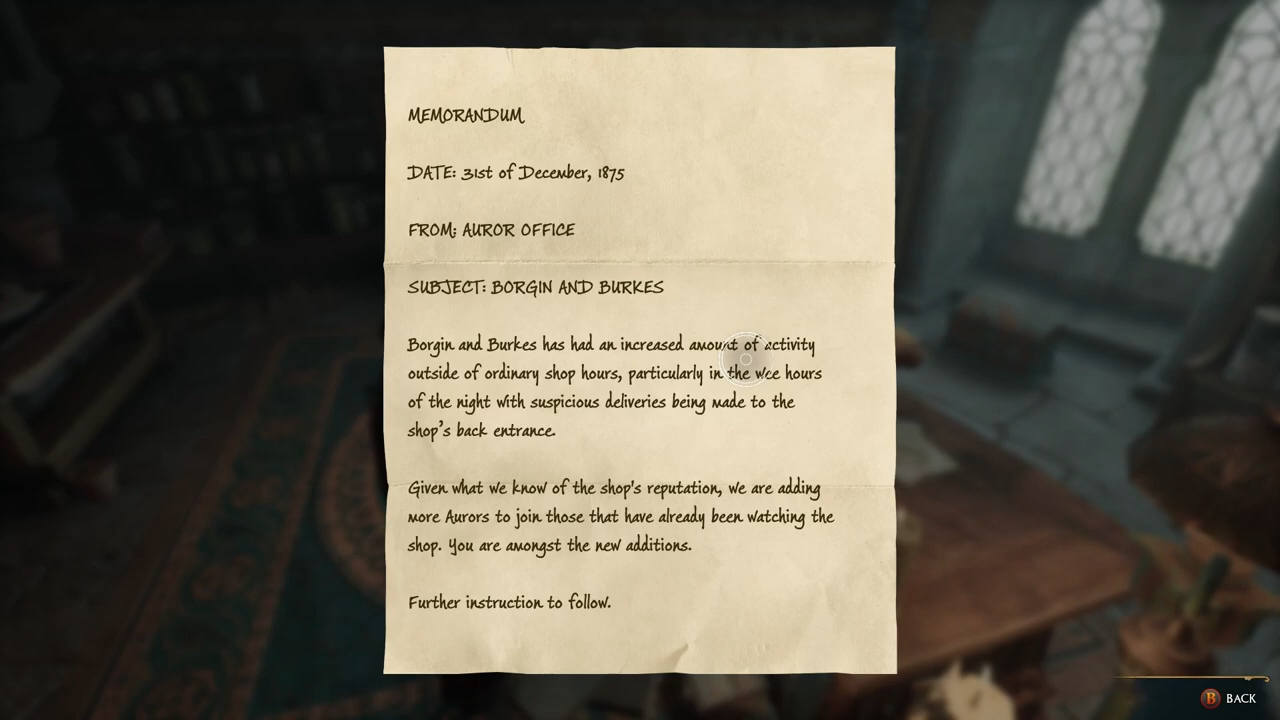 MEMORANDUM
DATE: 31st of December, 1875
FROM: AUROR OFFICE
SUBJECT: BORGIN AND BURKES
Borgin and Burkes has had an increased amount of activity
outside of ordinary shop hours, particularly in the wee hours
of the night with suspicious deliveries being made to the
shop's back entrance.
Given what we know of the shop's reputation, we are adding
more Aurors to join those that have already been watching the
shop. You are amongst the new additions.
Further instruction to follow.
B BACK